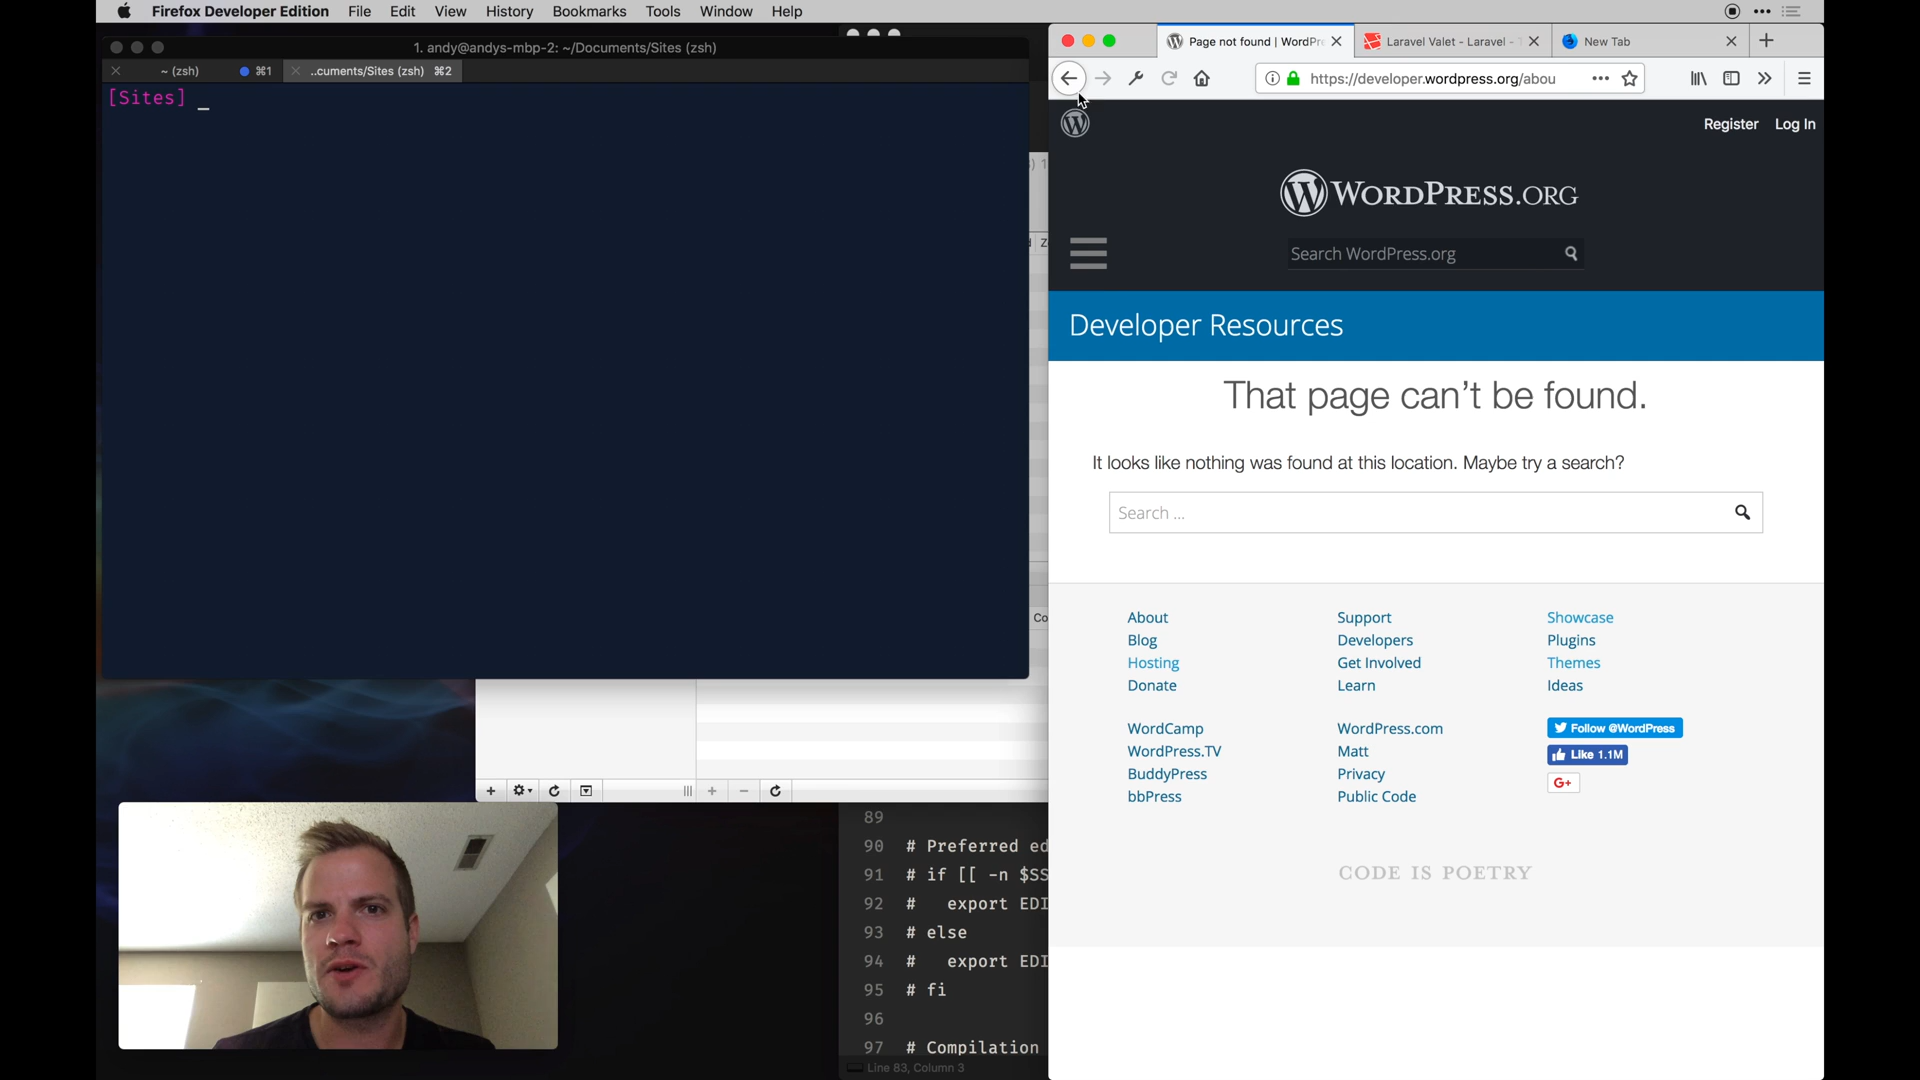 Firefox Developer Edition File Edit View History Bookmarks Tools Window Help
1. andy@andys-mbp-2: ~/Documents/Sites (zsh)
~ (zsh) ⌘1 ..cuments/Sites (zsh) ⌘2
[Sites] _
Page not found | WordPr
Laravel Valet - Laravel - T
New Tab
https://developer.wordpress.org/abou
Register Log In
WORDPRESS.ORG
Search WordPress.org
Developer Resources
That page can’t be found.
It looks like nothing was found at this location. Maybe try a search?
Search ...
About Support Showcase
Blog Developers Plugins
Hosting Get Involved Themes
Donate Learn Ideas
WordCamp WordPress.com Follow @WordPress
WordPress.TV Matt Like 1.1M
BuddyPress Privacy G+
bbPress Public Code
CODE IS POETRY
Co
89
90 # Preferred ed
91 # if [[ -n $SS
92 # export EDI
93 # else
94 # export EDI
95 # fi
96
97 # Compilation
Line 83, Column 3